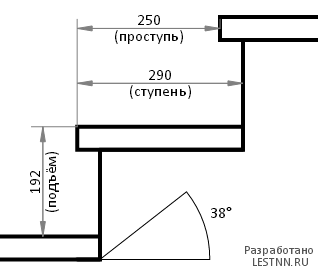 250
(проступь)
290
(ступень)
192
(подъём)
38°
Разработано
LESTNN.RU